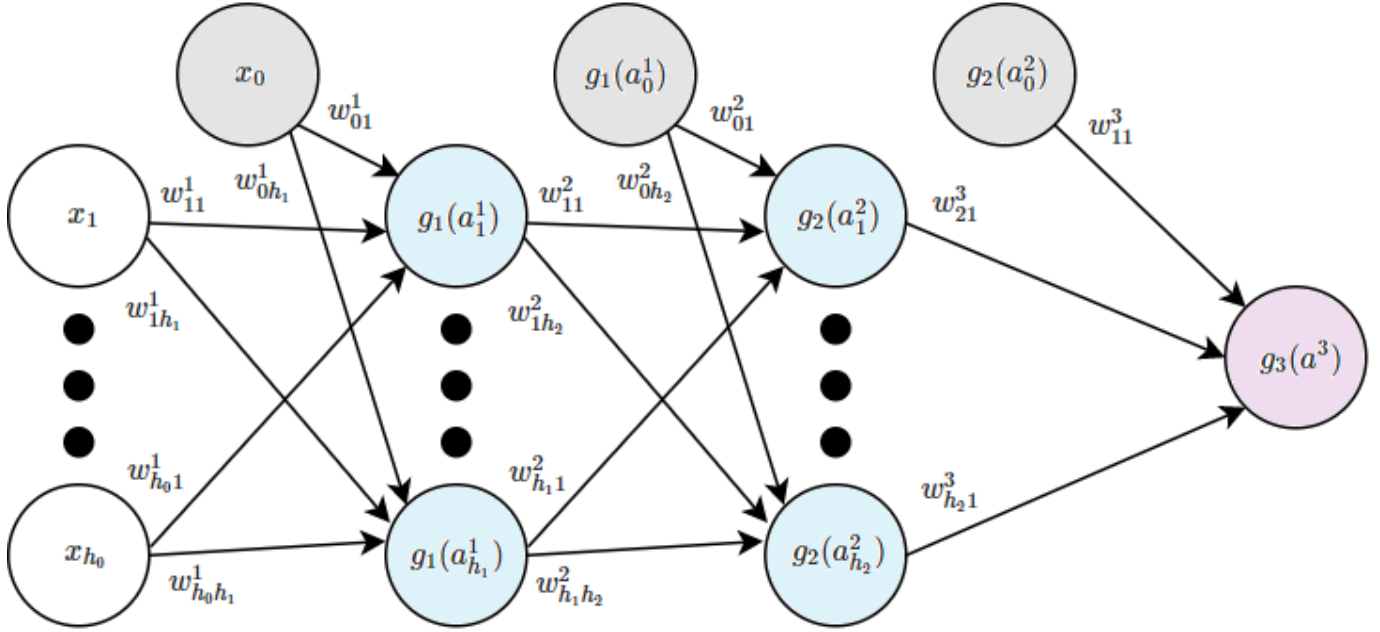 x_0
g_1(a_0^1)
g_2(a_0^2)
w_{01}^1
w_{01}^2
w_{11}^3
w_{11}^1
w_{0h_1}^1
w_{11}^2
w_{0h_2}^2
w_{21}^3
x_1
g_1(a_1^1)
g_2(a_1^2)
w_{1h_1}^1
w_{1h_2}^2
g_3(a^3)
w_{h_01}^1
w_{h_11}^2
w_{h_21}^3
x_{h_0}
g_1(a_{h_1}^1)
g_2(a_{h_2}^2)
w_{h_0h_1}^1
w_{h_1h_2}^2